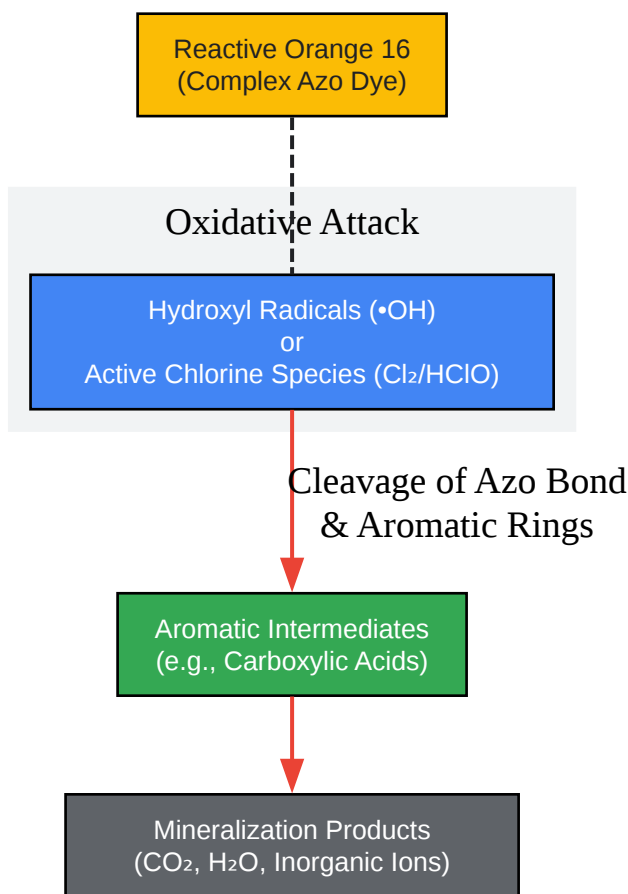 Reactive Orange 16
(Complex Azo Dye)
Oxidative Attack
Hydroxyl Radicals (•OH)
or
Active Chlorine Species (Cl₂/HClO)
Cleavage of Azo Bond
& Aromatic Rings
Aromatic Intermediates
(e.g., Carboxylic Acids)
Mineralization Products
(CO₂, H₂O, Inorganic Ions)